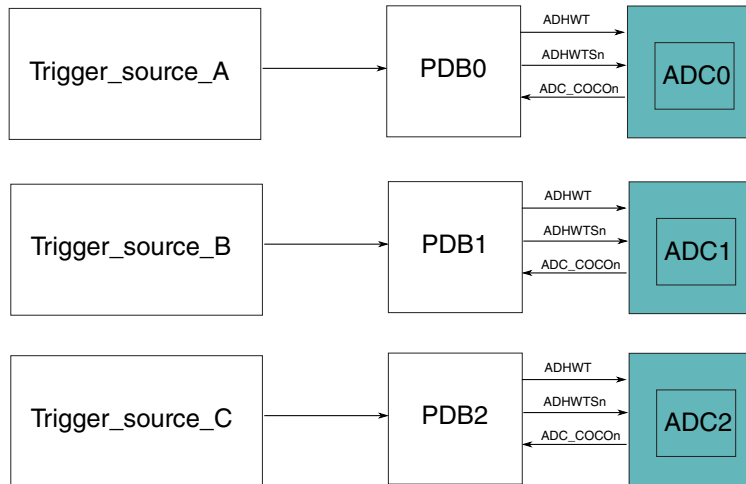 ADHWT
Trigger_source_A
PDB0
ADHWTSn
ADC0
ADC_COCOn
ADHWT
Trigger_source_B
PDB1
ADHWTSn
ADC1
ADC_COCOn
ADHWT
Trigger_source_C
PDB2
ADHWTSn
ADC2
ADC_COCOn